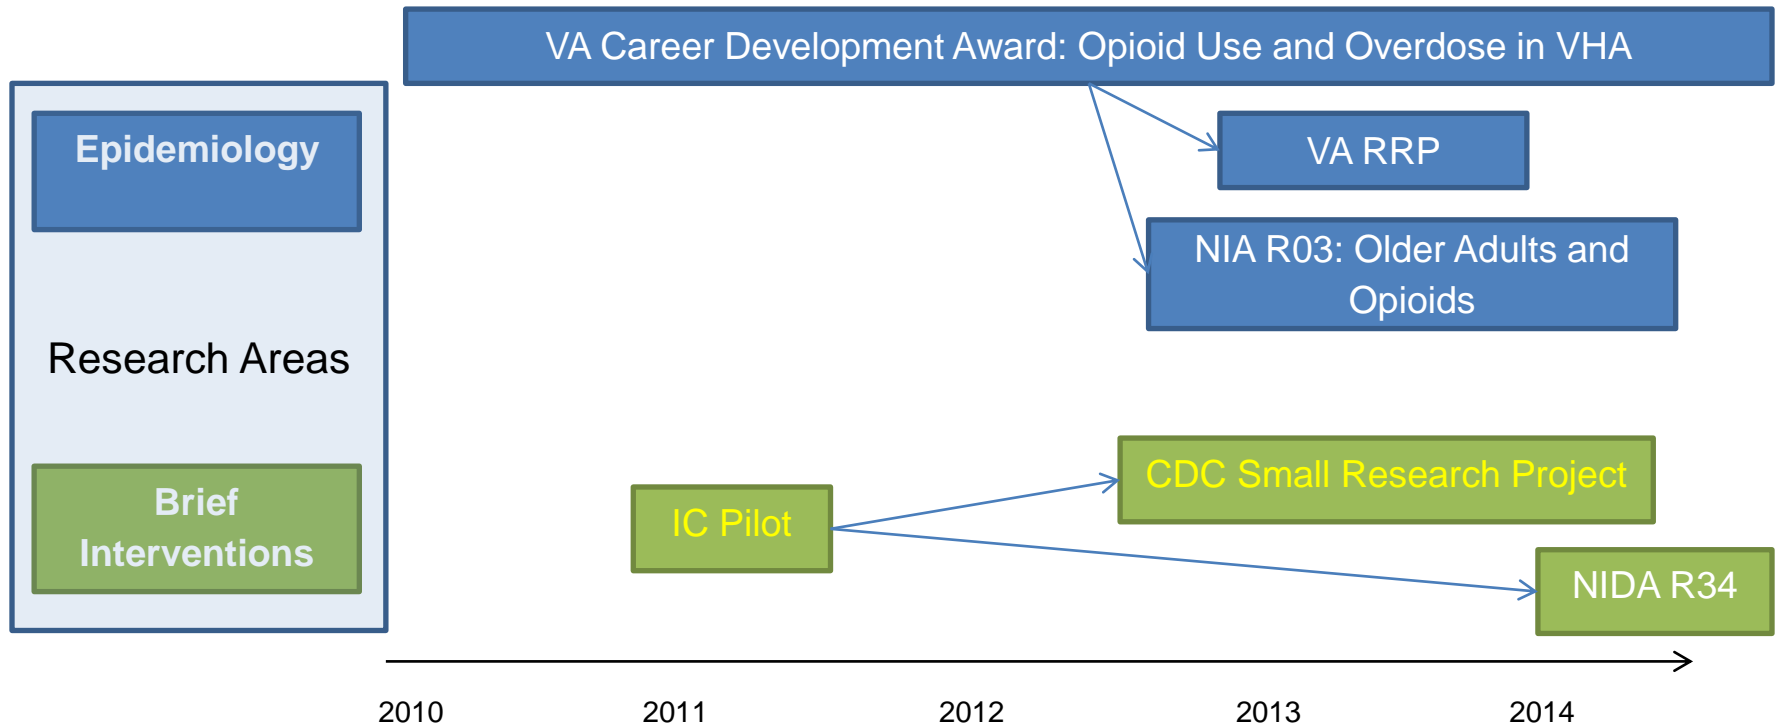 VA Career Development Award: Opioid Use and Overdose in VHA
Epidemiology
VA RRP
NIA R03: Older Adults and
Opioids
Research Areas
CDC Small Research Project
Brief
Interventions
IC Pilot
NIDA R34
2010
2011
2012
2013
2014